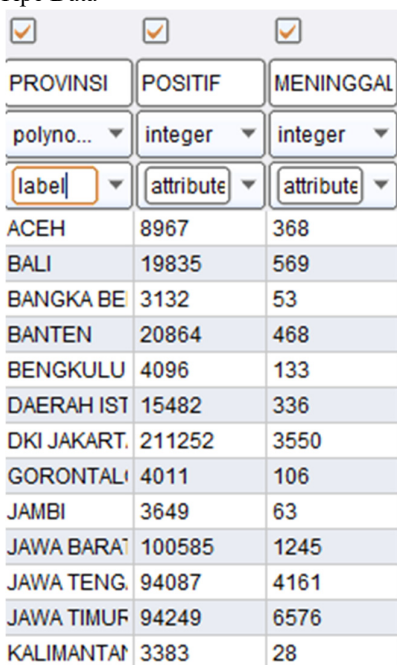 PROVINSI POSITIF MENINGGAL
polyno... integer integer
label attribute attribute
ACEH 8967 368
BALI 19835 569
BANGKA BE 3132 53
BANTEN 20864 468
BENGKULU 4096 133
DAERAH IST 15482 336
DKI JAKART 211252 3550
GORONTAL 4011 106
JAMBI 3649 63
JAWA BARAT 100585 1245
JAWA TENG 94087 4161
JAWA TIMUR 94249 6576
KALIMANTAN 3383 28